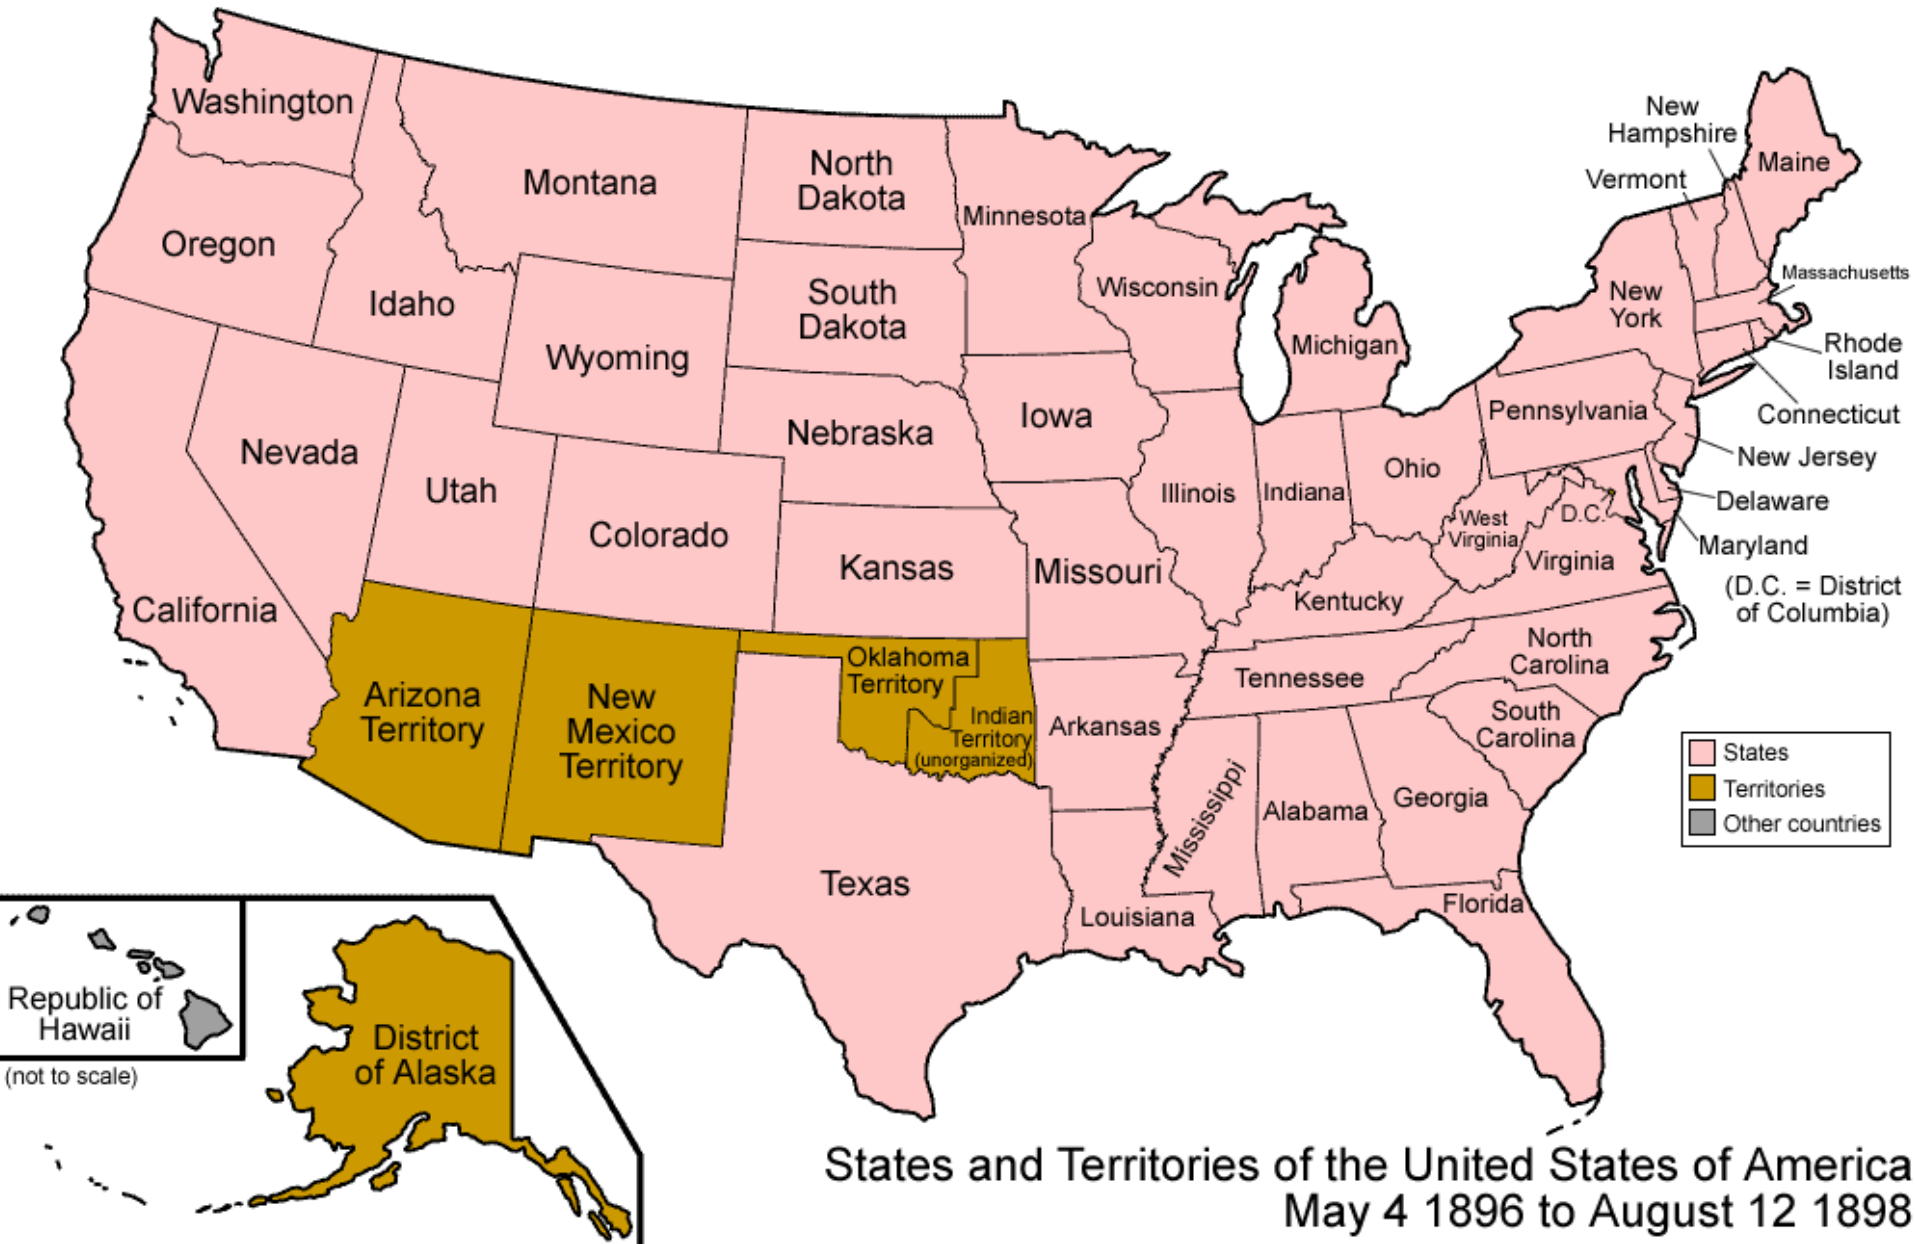 Washington
Montana
North
Dakota
Minnesota
New
Hampshire
Vermont
Maine
Oregon
Idaho
Wyoming
South
Dakota
Wisconsin
Michigan
New
York
Massachusetts
Rhode
Island
Connecticut
New Jersey
Delaware
Maryland
(D.C. = District
of Columbia)
Nevada
Utah
Colorado
Nebraska
Kansas
Iowa
Missouri
Illinois
Indiana
Ohio
Pennsylvania
West
Virginia
D.C.
Virginia
Kentucky
California
Arizona
Territory
New
Mexico
Territory
Oklahoma
Territory
Indian
Territory
(unorganized)
Arkansas
Tennessee
North
Carolina
South
Carolina
Mississippi
Alabama
Georgia
Texas
Louisiana
Florida
States
Territories
Other countries
Republic of
Hawaii
(not to scale)
District
of Alaska
States and Territories of the United States of America
May 4 1896 to August 12 1898